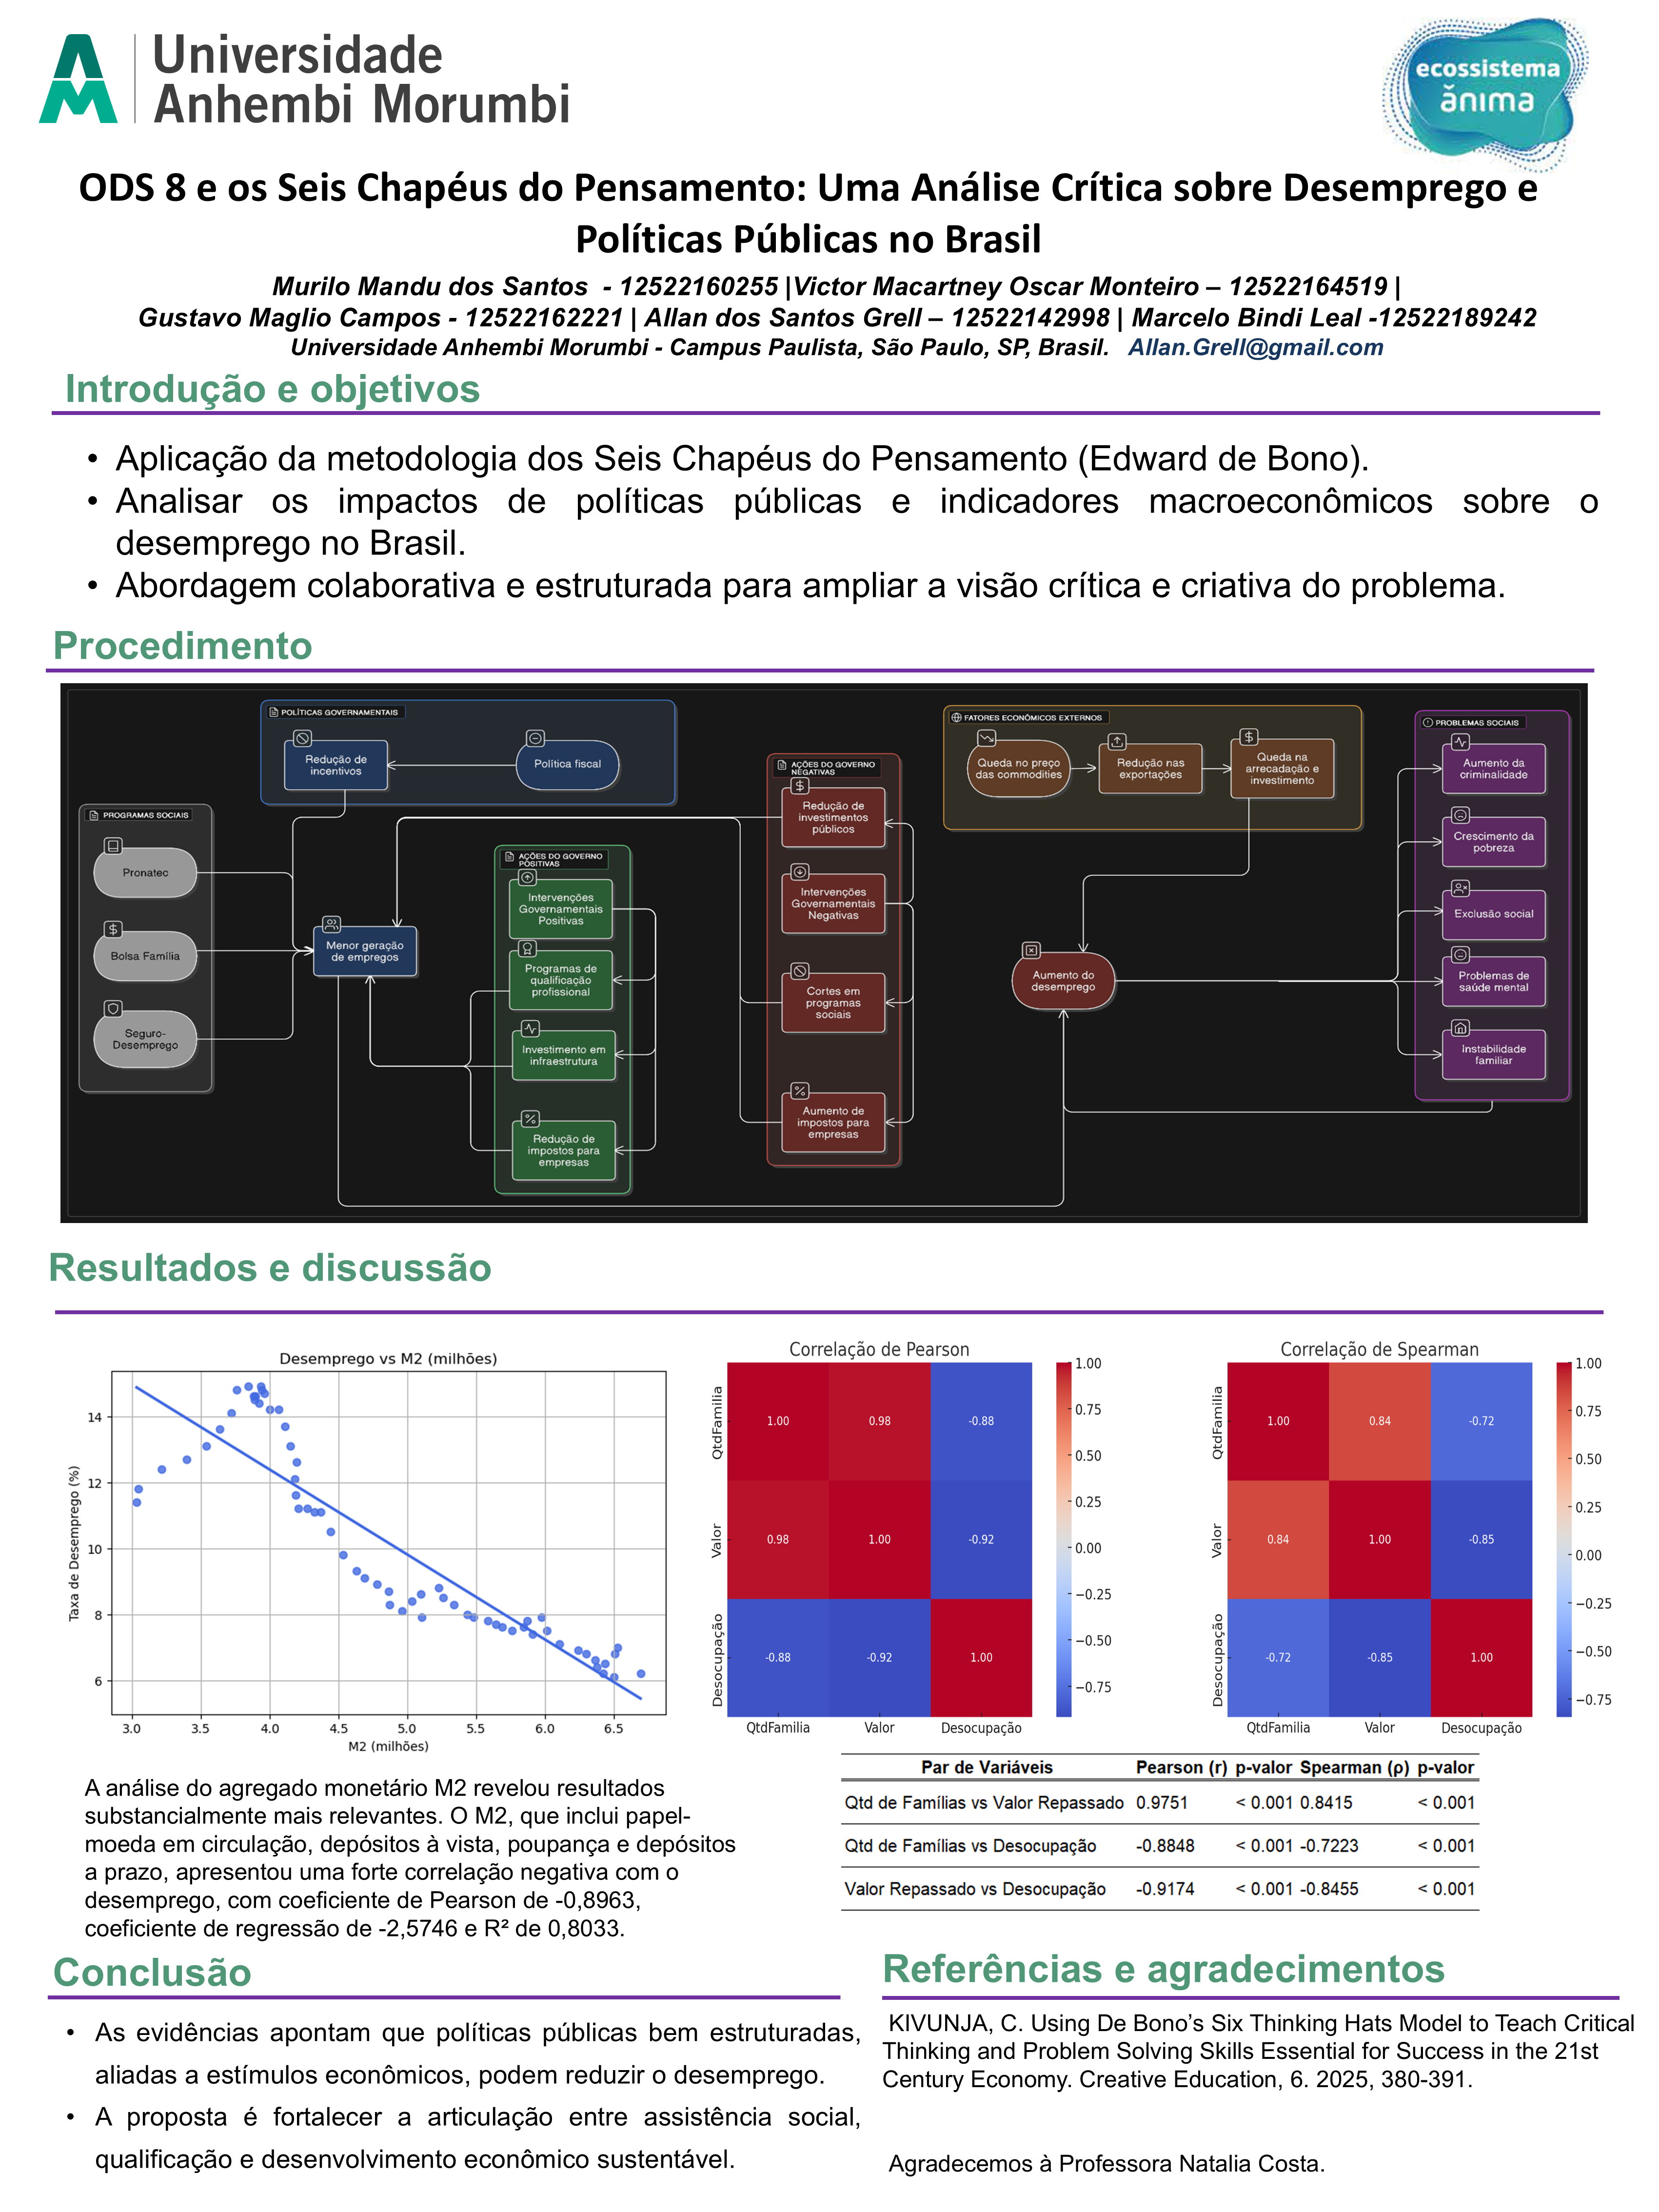 Universidade
Anhembi Morumbi
ecossistema
ănıma
ODS 8 e os Seis Chapéus do Pensamento: Uma Análise Crítica sobre Desemprego e
Políticas Públicas no Brasil
Murilo Mandu dos Santos - 12522160255 |Victor Macartney Oscar Monteiro – 12522164519 |
Gustavo Maglio Campos - 12522162221 | Allan dos Santos Grell – 12522142998 | Marcelo Bindi Leal -12522189242
Universidade Anhembi Morumbi - Campus Paulista, São Paulo, SP, Brasil. Allan.Grell@gmail.com
Introdução e objetivos
• Aplicação da metodologia dos Seis Chapéus do Pensamento (Edward de Bono).
• Analisar os impactos de políticas públicas e indicadores macroeconômicos sobre o
desemprego no Brasil.
• Abordagem colaborativa e estruturada para ampliar a visão crítica e criativa do problema.
Procedimento
POLÍTICAS GOVERNAMENTAIS
Redução de
incentivos
Política fiscal
PROGRAMAS SOCIAIS
Pronatec
Bolsa Família
Seguro-
Desemprego
Menor geração
de empregos
AÇÕES DO GOVERNO
POSITIVAS
Intervenções
Governamentais
Positivas
Programas de
qualificação
profissional
Investimento em
infraestrutura
Redução de
impostos para
empresas
AÇÕES DO GOVERNO
NEGATIVAS
Redução de
investimentos
públicos
Intervenções
Governamentais
Negativas
Cortes em
programas
sociais
Aumento de
impostos para
empresas
FATORES ECONÔMICOS EXTERNOS
Queda no preço
das commodities
Redução nas
exportações
Queda na
arrecadação e
investimento
Aumento do
desemprego
PROBLEMAS SOCIAIS
Aumento da
criminalidade
Crescimento da
pobreza
Exclusão social
Problemas de
saúde mental
Instabilidade
familiar
Resultados e discussão
Desemprego vs M2 (milhões)
Taxa de Desemprego (%)
14
12
10
8
6
3.0 3.5 4.0 4.5 5.0 5.5 6.0 6.5
M2 (milhões)
Correlação de Pearson
QtdFamilia
Valor
Desocupação
1.00 0.98 -0.88
0.98 1.00 -0.92
-0.88 -0.92 1.00
QtdFamilia Valor Desocupação
1.00
0.75
0.50
0.25
0.00
−0.25
−0.50
−0.75
Correlação de Spearman
QtdFamilia
Valor
Desocupação
1.00 0.84 -0.72
0.84 1.00 -0.85
-0.72 -0.85 1.00
QtdFamilia Valor Desocupação
1.00
0.75
0.50
0.25
0.00
−0.25
−0.50
−0.75
A análise do agregado monetário M2 revelou resultados
substancialmente mais relevantes. O M2, que inclui papel-
moeda em circulação, depósitos à vista, poupança e depósitos
a prazo, apresentou uma forte correlação negativa com o
desemprego, com coeficiente de Pearson de -0,8963,
coeficiente de regressão de -2,5746 e R² de 0,8033.
Par de Variáveis Pearson (r) p-valor Spearman (ρ) p-valor
Qtd de Famílias vs Valor Repassado 0.9751 < 0.001 0.8415 < 0.001
Qtd de Famílias vs Desocupação -0.8848 < 0.001 -0.7223 < 0.001
Valor Repassado vs Desocupação -0.9174 < 0.001 -0.8455 < 0.001
Conclusão
• As evidências apontam que políticas públicas bem estruturadas,
aliadas a estímulos econômicos, podem reduzir o desemprego.
• A proposta é fortalecer a articulação entre assistência social,
qualificação e desenvolvimento econômico sustentável.
Referências e agradecimentos
KIVUNJA, C. Using De Bono’s Six Thinking Hats Model to Teach Critical
Thinking and Problem Solving Skills Essential for Success in the 21st
Century Economy. Creative Education, 6. 2025, 380-391.
Agradecemos à Professora Natalia Costa.